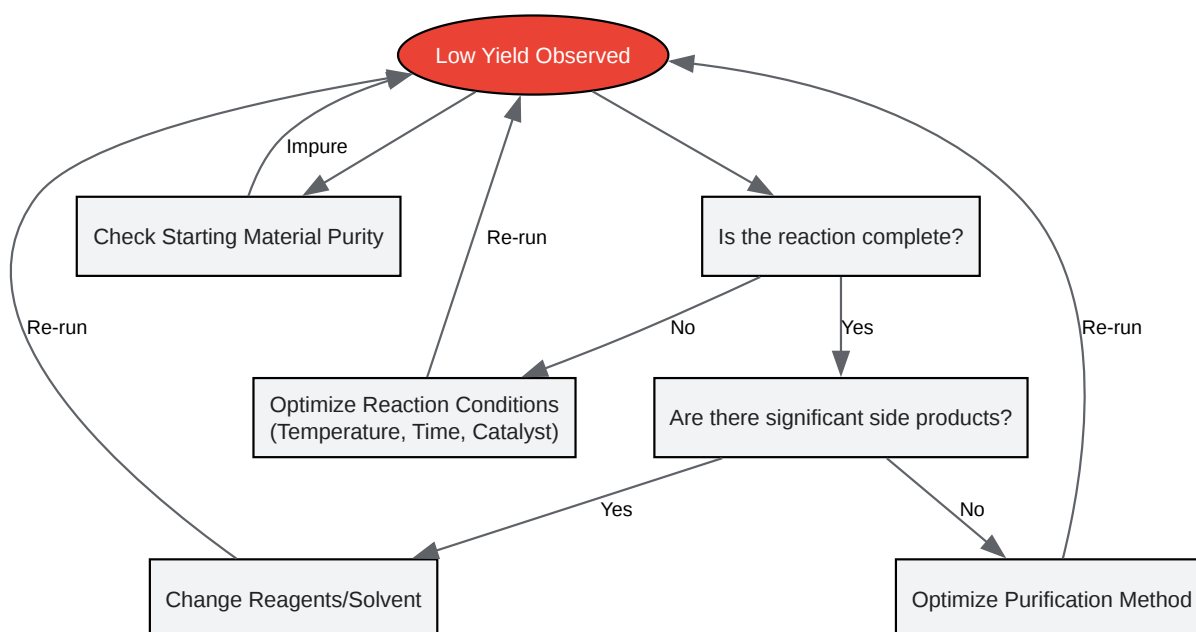 Low Yield Observed
Impure
Check Starting Material Purity
Re-run
Is the reaction complete?
Re-run
Re-run
No
Yes
Optimize Reaction Conditions
(Temperature, Time, Catalyst)
Are there significant side products?
Yes
No
Change Reagents/Solvent
Optimize Purification Method